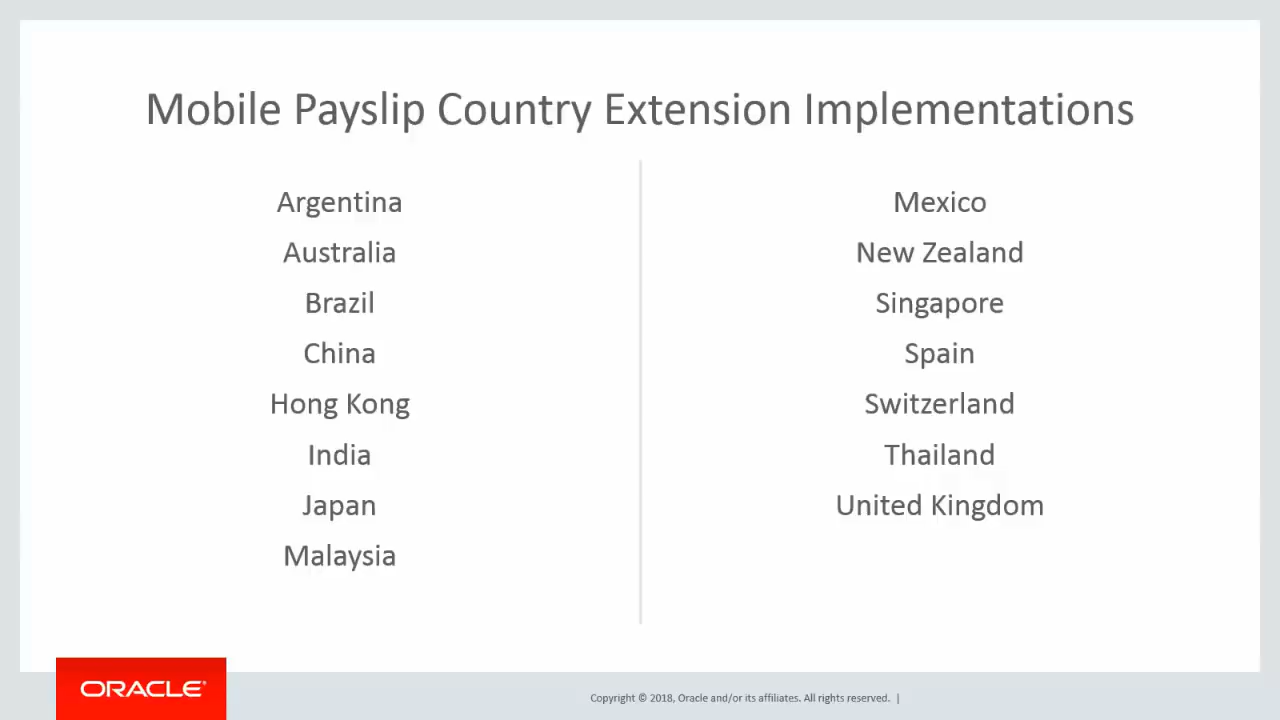 Mobile Payslip Country Extension Implementations
Argentina
Australia
Brazil
China
Hong Kong
India
Japan
Malaysia
Mexico
New Zealand
Singapore
Spain
Switzerland
Thailand
United Kingdom
ORACLE®
Copyright © 2018, Oracle and/or its affiliates. All rights reserved. |